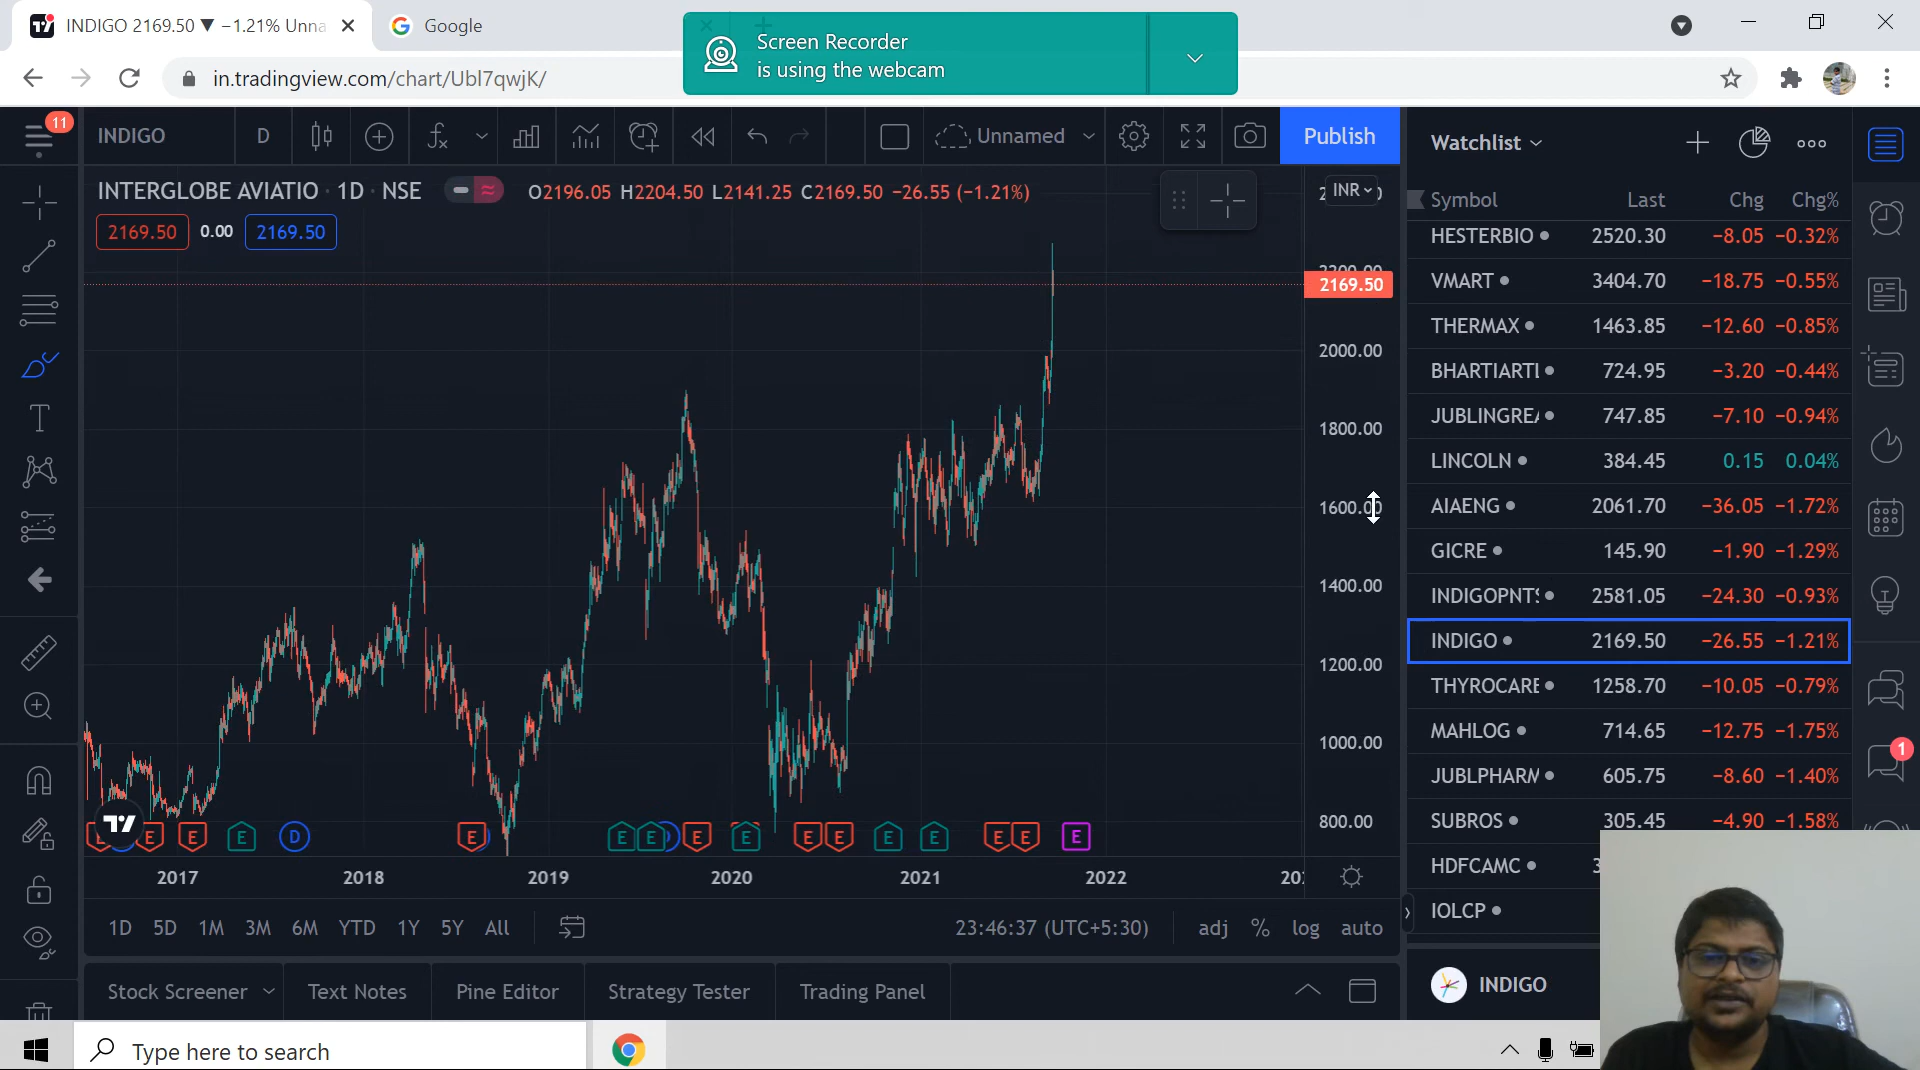 INDIGO 2169.50 ▼ −1.21% Unna
Google
Screen Recorder
is using the webcam
in.tradingview.com/chart/Ubl7qwjK/
11
INDIGO
D
Unnamed
Publish
INTERGLOBE AVIATIO · 1D · NSE
O2196.05 H2204.50 L2141.25 C2169.50 −26.55 (−1.21%)
2169.50 0.00 2169.50
INR
2169.50
2000.00
1800.00
1600.00
1400.00
1200.00
1000.00
800.00
E E E D E E E E E E E E E E E E
2017 2018 2019 2020 2021 2022
1D 5D 1M 3M 6M YTD 1Y 5Y All
23:46:37 (UTC+5:30)
adj % log auto
Stock Screener
Text Notes
Pine Editor
Strategy Tester
Trading Panel
Watchlist
Symbol Last Chg Chg%
HESTERBIO 2520.30 −8.05 −0.32%
VMART 3404.70 −18.75 −0.55%
THERMAX 1463.85 −12.60 −0.85%
BHARTIARTL 724.95 −3.20 −0.44%
JUBLINGREA 747.85 −7.10 −0.94%
LINCOLN 384.45 0.15 0.04%
AIAENG 2061.70 −36.05 −1.72%
GICRE 145.90 −1.90 −1.29%
INDIGOPNTS 2581.05 −24.30 −0.93%
INDIGO 2169.50 −26.55 −1.21%
THYROCARE 1258.70 −10.05 −0.79%
MAHLOG 714.65 −12.75 −1.75%
JUBLPHARM 605.75 −8.60 −1.40%
SUBROS 305.45 −4.90 −1.58%
HDFCAMC
IOLCP
INDIGO
1
Type here to search